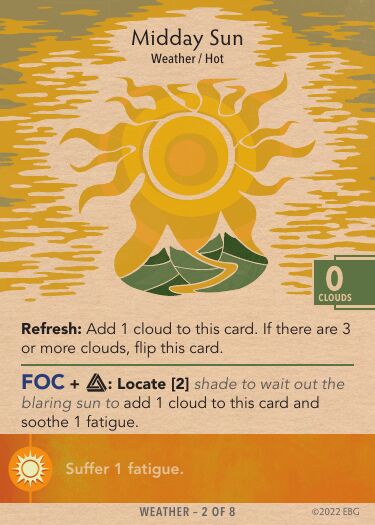 Midday Sun
Weather / Hot
0
CLOUDS
Refresh: Add 1 cloud to this card. If there are 3
or more clouds, flip this card.
FOC + : Locate [2] shade to wait out the
blaring sun to add 1 cloud to this card and
soothe 1 fatigue.
Suffer 1 fatigue.
WEATHER – 2 OF 8
©2022 EBG